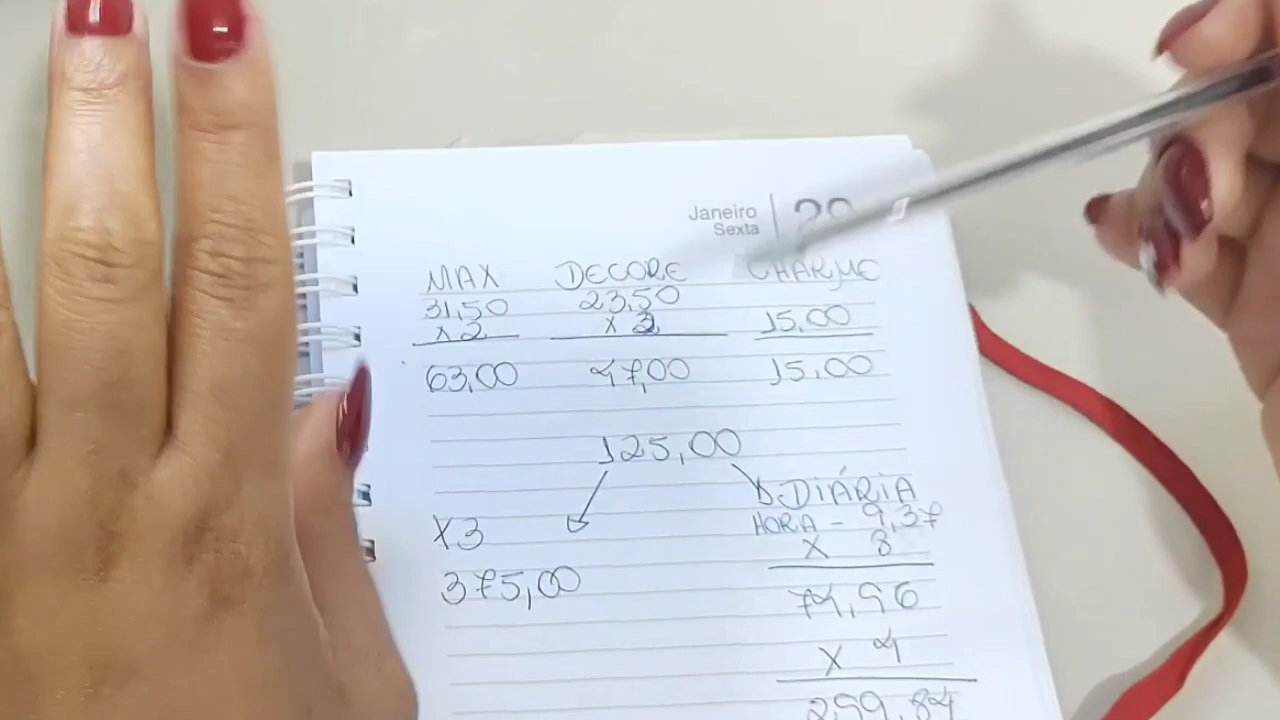 Janeiro
Sexta
MAX DECORE CHARME
31,50 23,50 15,00
x2 x 2
63,00 47,00 15,00
125,00
DIÁRIA
HORA - 9,37
X3 x 8
375,00 74,96
x 4
299,84